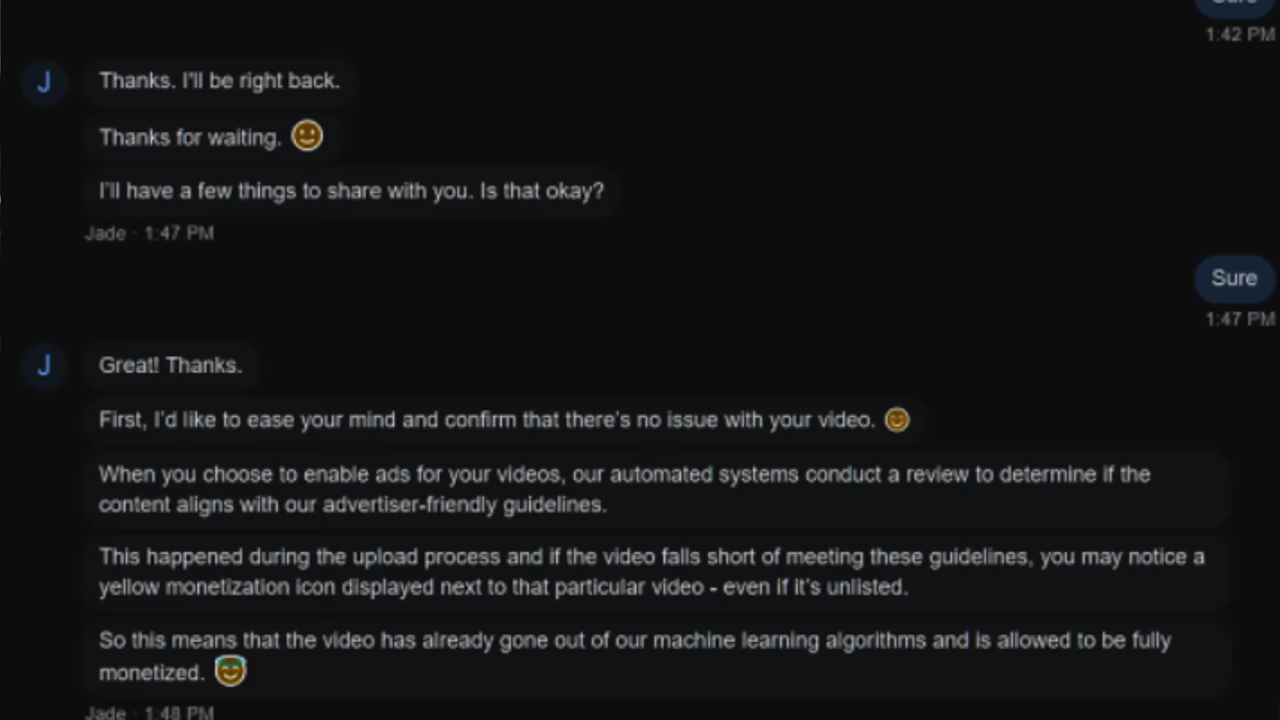 Sure
1:42 PM
J
Thanks. I'll be right back.
Thanks for waiting. 🙂
I'll have a few things to share with you. Is that okay?
Jade · 1:47 PM
Sure
1:47 PM
J
Great! Thanks.
First, I'd like to ease your mind and confirm that there's no issue with your video. 😊
When you choose to enable ads for your videos, our automated systems conduct a review to determine if the
content aligns with our advertiser-friendly guidelines.
This happened during the upload process and if the video falls short of meeting these guidelines, you may notice a
yellow monetization icon displayed next to that particular video - even if it's unlisted.
So this means that the video has already gone out of our machine learning algorithms and is allowed to be fully
monetized. 😇
Jade · 1:48 PM